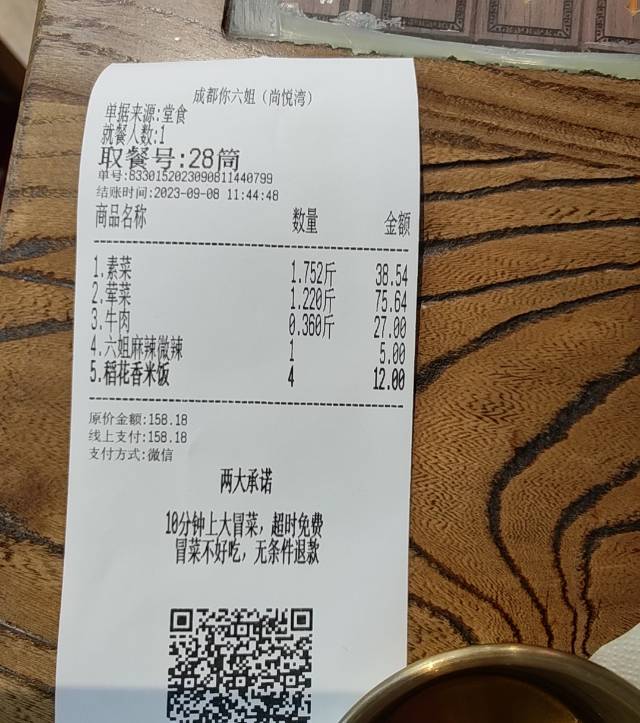 成都你六姐（尚悦湾）
单据来源:堂食
就餐人数:1
取餐号:28筒
单号:8330152023090811440799
结账时间:2023-09-08 11:44:48
商品名称 数量 金额
1.素菜 1.752斤 38.54
2.荤菜 1.220斤 75.64
3.牛肉 0.360斤 27.00
4.六姐麻辣微辣 1 5.00
5.稻花香米饭 4 12.00
原价金额:158.18
线上支付:158.18
支付方式:微信
两大承诺
10分钟上大冒菜，超时免费
冒菜不好吃，无条件退款